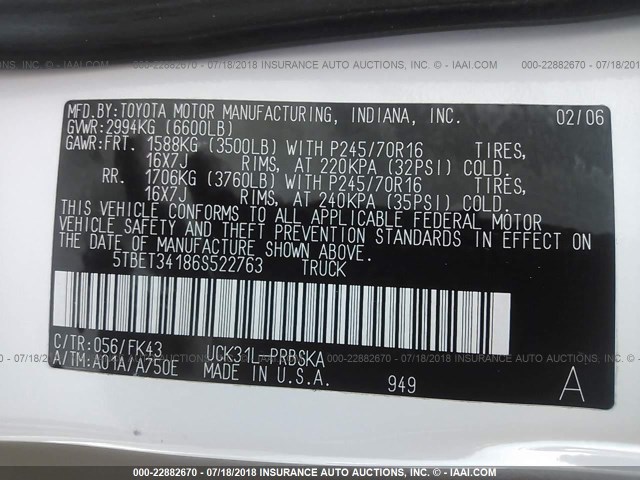 000-22882670 - 07/18/2018 INSURANCE AUTO AUCTIONS - IAAI.COM
MFD.BY:TOYOTA MOTOR MANUFACTURING, INDIANA, INC. 02/06
GVWR:2994KG (6600LB)
GAWR:FRT. 1588KG (3500LB) WITH P245/70R16 TIRES,
16X7J RIMS, AT 220KPA (32PSI) COLD.
RR. 1706KG (3760LB) WITH P245/70R16 TIRES,
16X7J RIMS, AT 240KPA (35PSI) COLD.
THIS VEHICLE CONFORMS TO ALL APPLICABLE FEDERAL MOTOR
VEHICLE SAFETY AND THEFT PREVENTION STANDARDS IN EFFECT ON
THE DATE OF MANUFACTURE SHOWN ABOVE.
5TBET34186S522763 TRUCK
C/TR:056/FK43 UCK31L-PRBSKA
A/TM:A01A/A750E MADE IN U.S.A. 949 A
000-22882670 - 07/18/2018 INSURANCE AUTO AUCTIONS - IAAI.COM